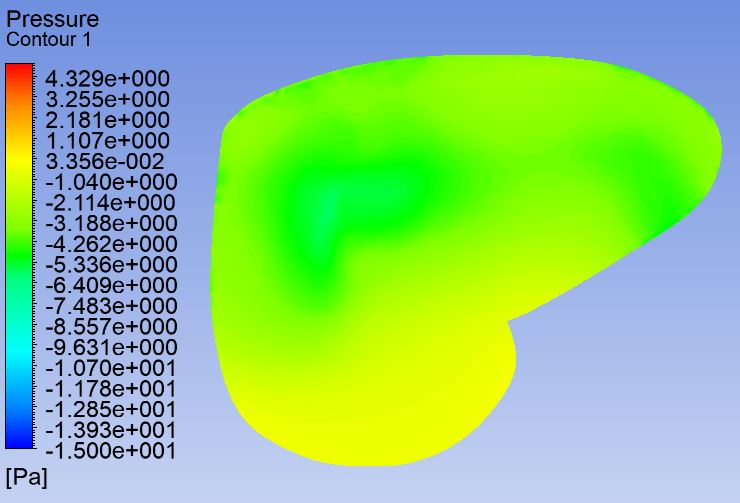 Pressure
Contour 1
4.329e+000
3.255e+000
2.181e+000
1.107e+000
3.356e-002
-1.040e+000
-2.114e+000
-3.188e+000
-4.262e+000
-5.336e+000
-6.409e+000
-7.483e+000
-8.557e+000
-9.631e+000
-1.070e+001
-1.178e+001
-1.285e+001
-1.393e+001
-1.500e+001
[Pa]